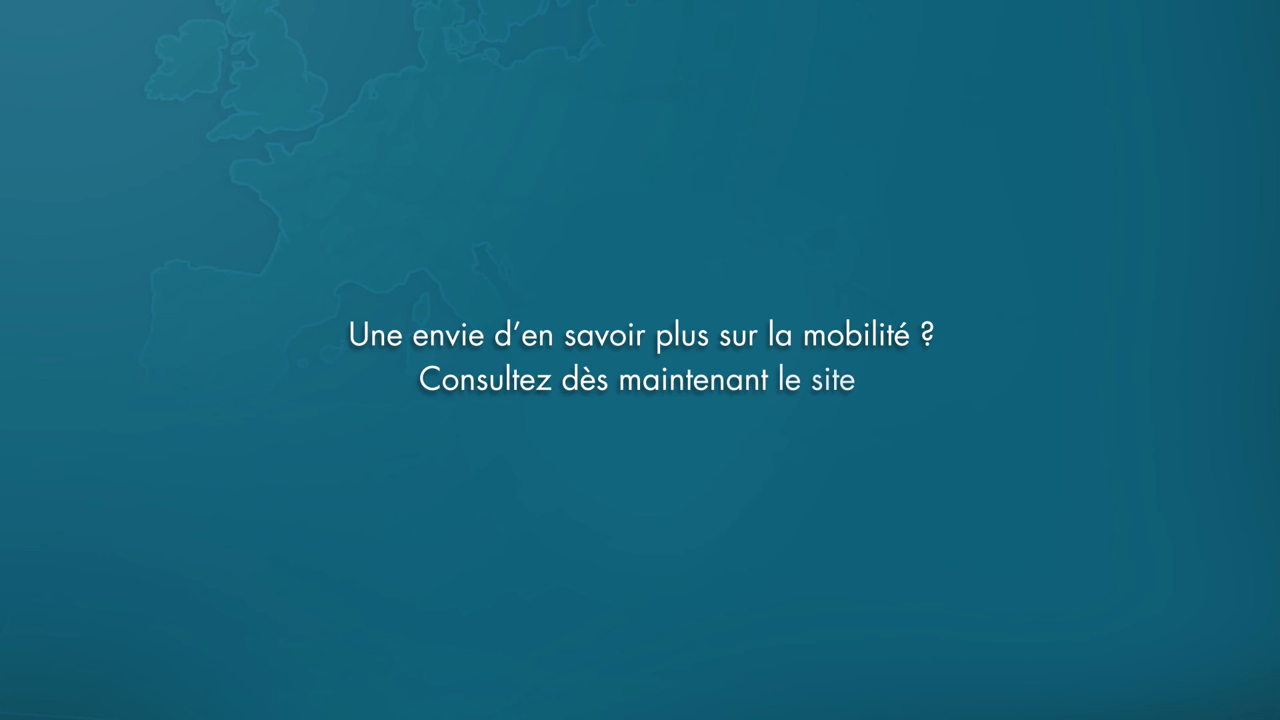 Une envie d’en savoir plus sur la mobilité ?
Consultez dès maintenant le site